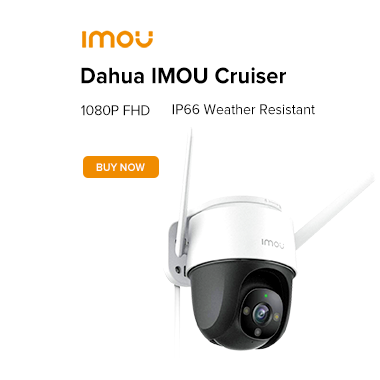 imou
Dahua IMOU Cruiser
1080P FHD IP66 Weather Resistant
BUY NOW
imou